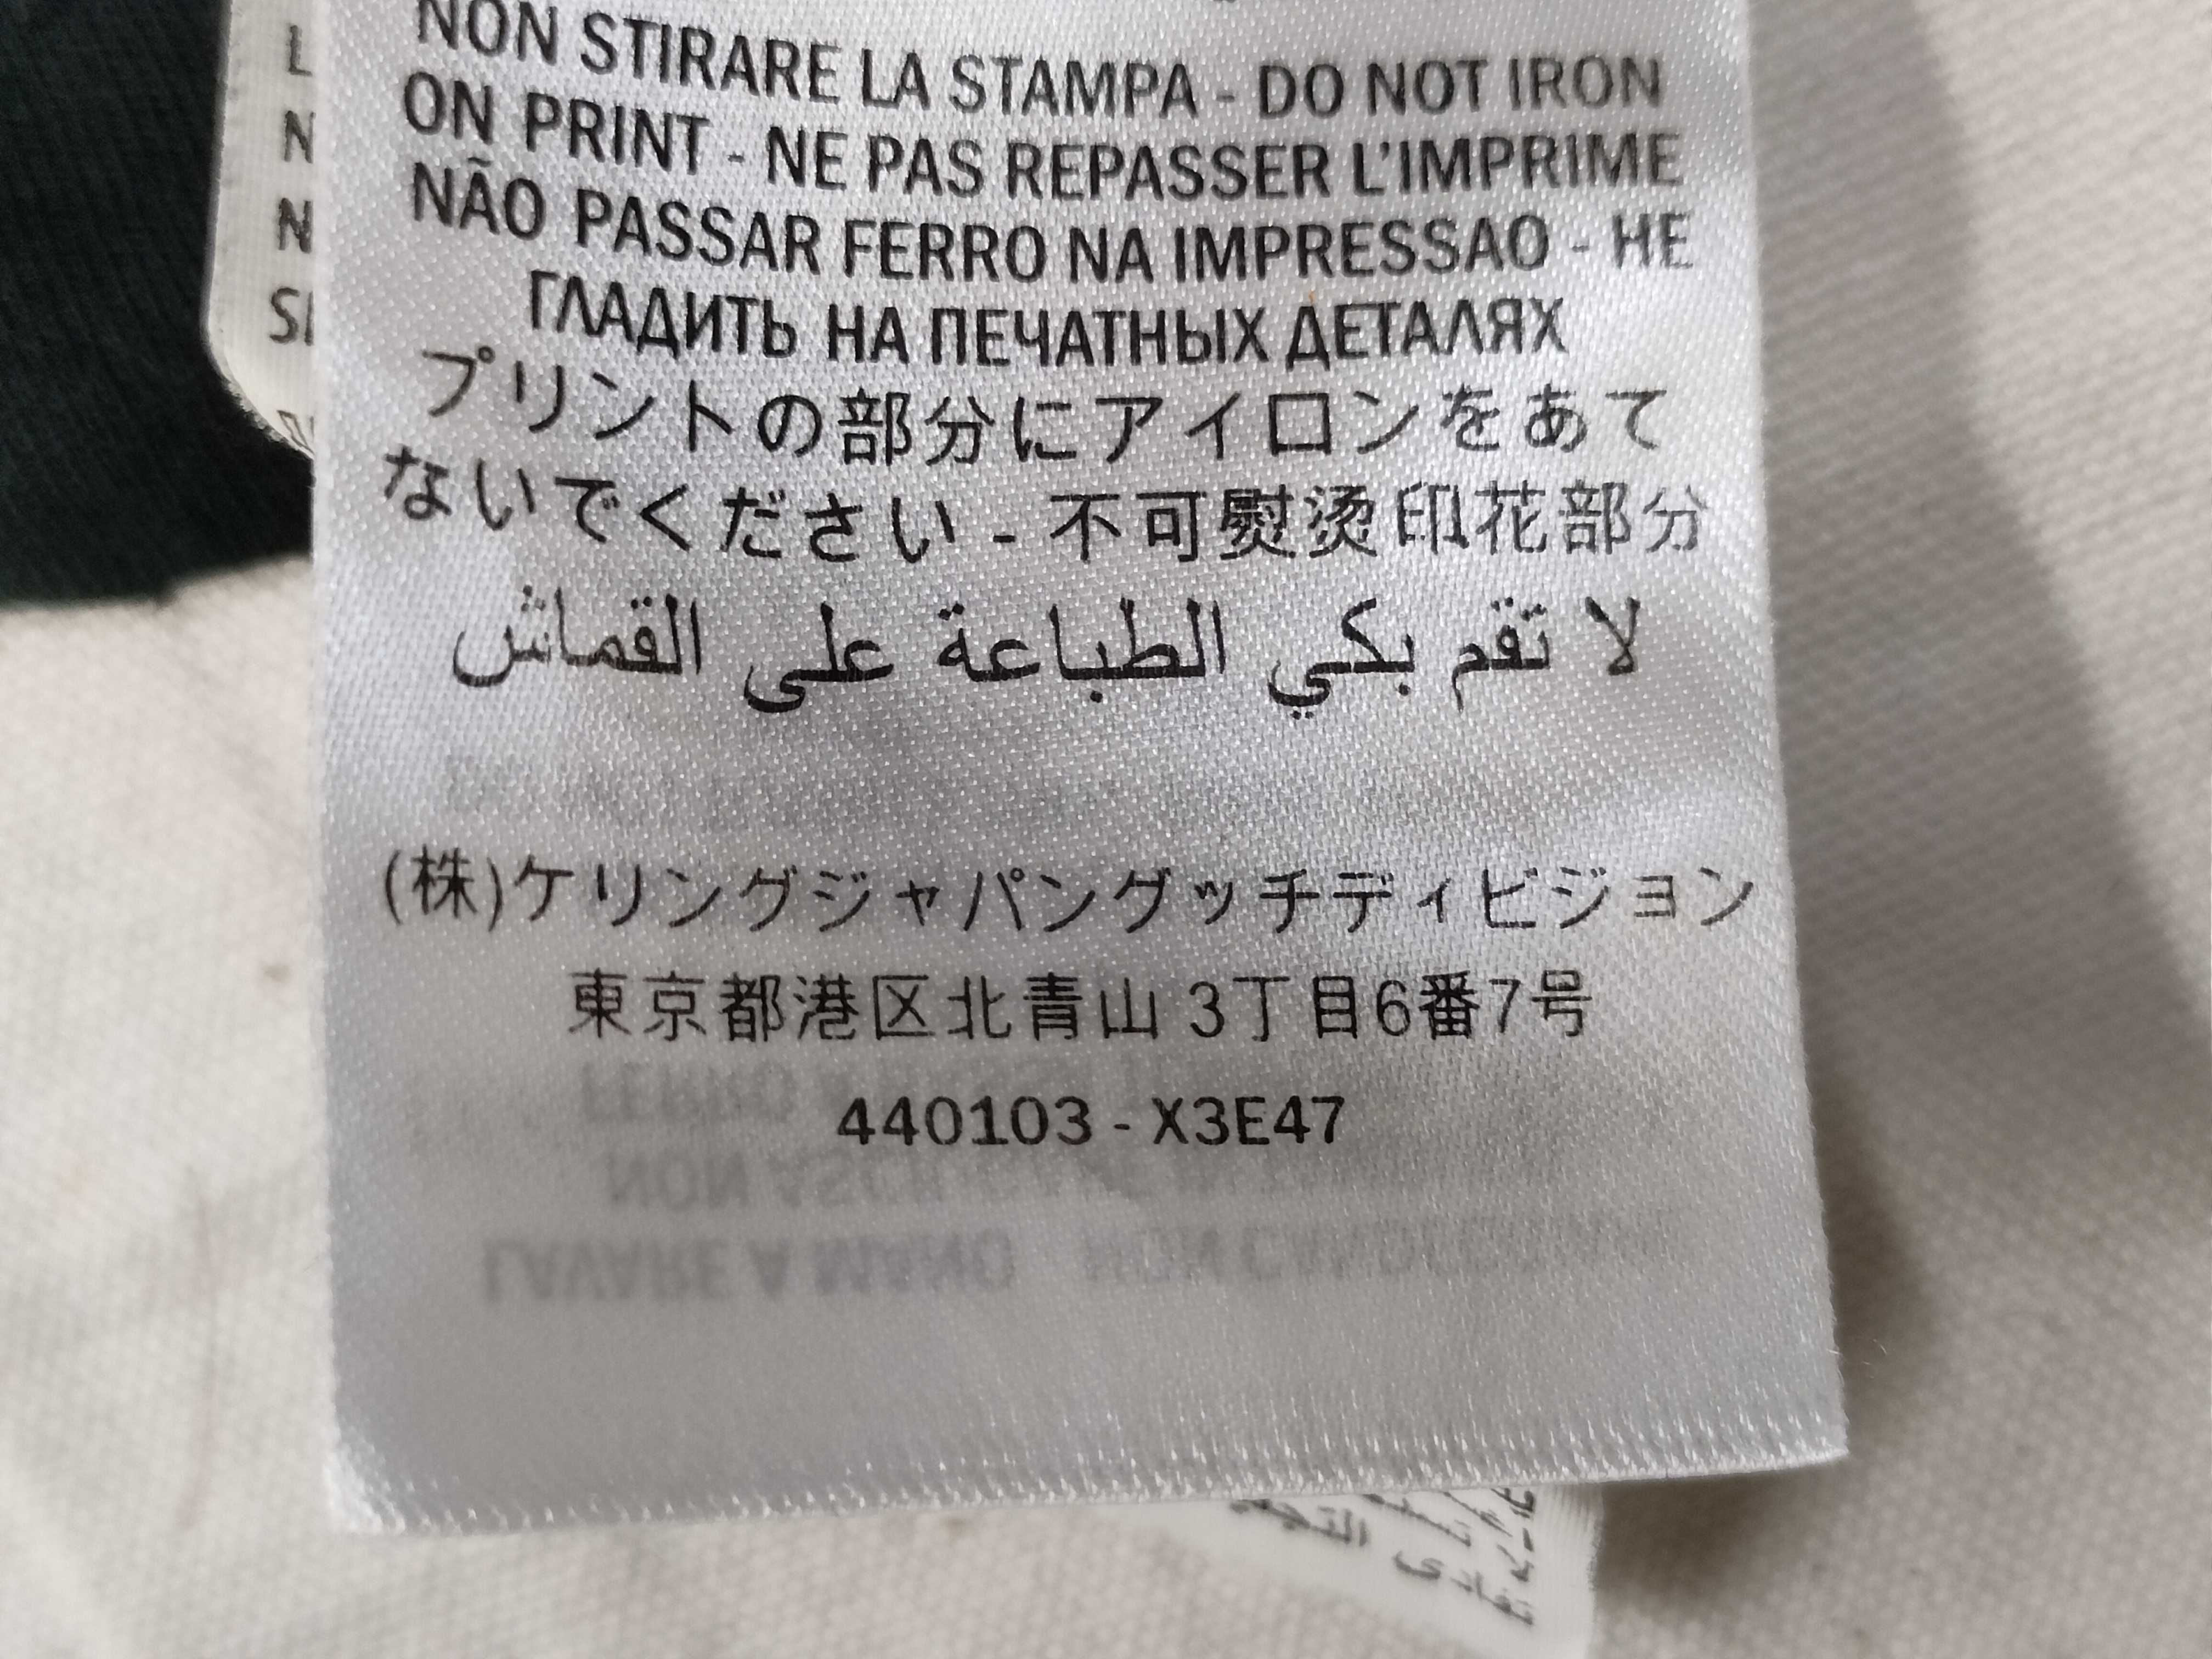 NON STIRARE LA STAMPA - DO NOT IRON
ON PRINT - NE PAS REPASSER L'IMPRIME
NÃO PASSAR FERRO NA IMPRESSAO - НЕ
ГЛАДИТЬ НА ПЕЧАТНЫХ ДЕТАЛЯХ
プリントの部分にアイロンをあて
ないでください - 不可熨烫印花部分
لا تقم بكي الطباعة على القماش
(株)ケリングジャパングッチディビジョン
東京都港区北青山 3丁目6番7号
440103 - X3E47
FERRO
LAVARE A MANO